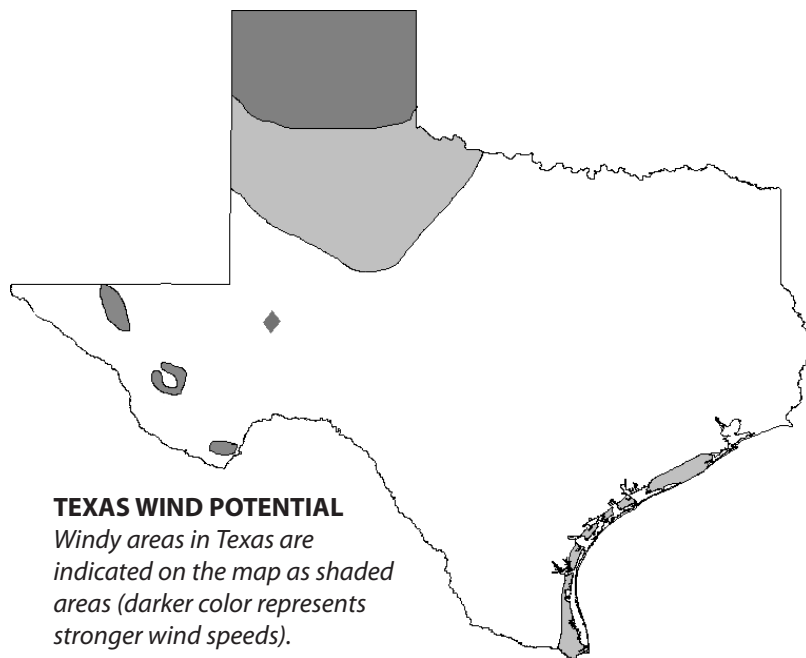 TEXAS WIND POTENTIAL
Windy areas in Texas are
indicated on the map as shaded
areas (darker color represents
stronger wind speeds).